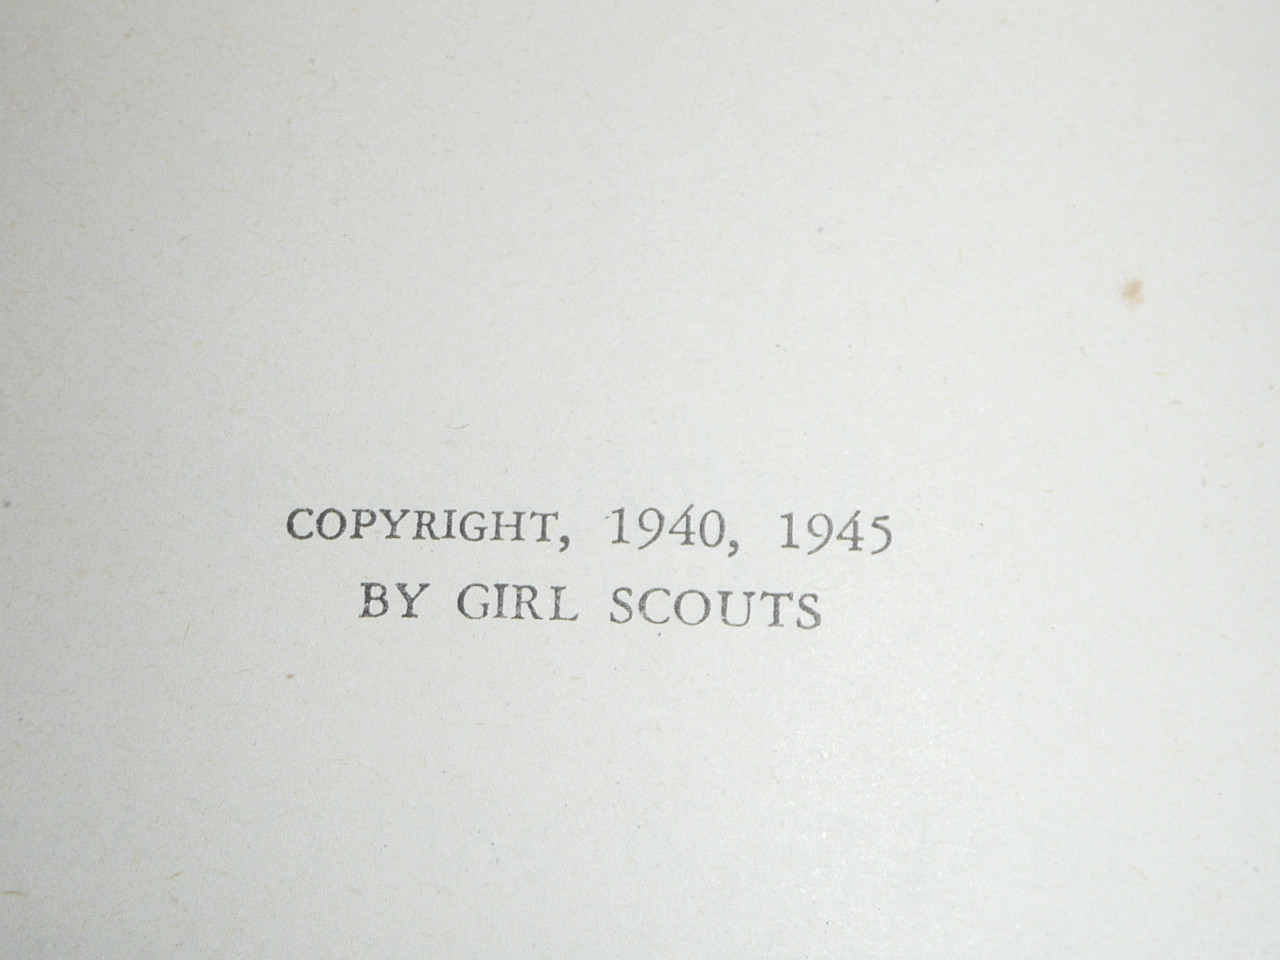 COPYRIGHT, 1940, 1945
BY GIRL SCOUTS